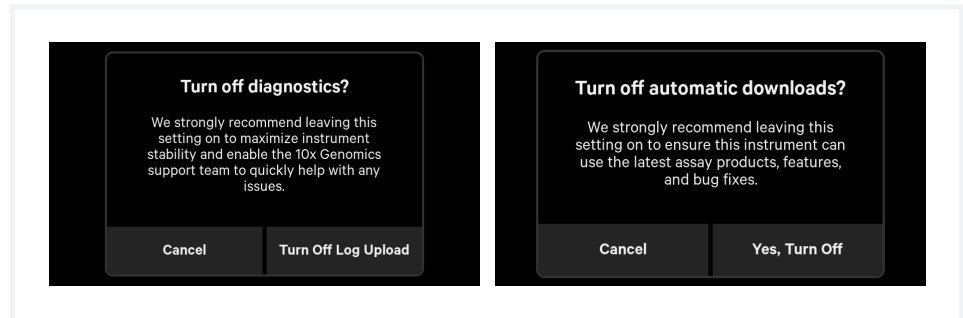 Turn off diagnostics?
We strongly recommend leaving this
setting on to maximize instrument
stability and enable the 10x Genomics
support team to quickly help with any
issues.
Cancel
Turn Off Log Upload
Turn off automatic downloads?
We strongly recommend leaving this
setting on to ensure this instrument can
use the latest assay products, features,
and bug fixes.
Cancel
Yes, Turn Off